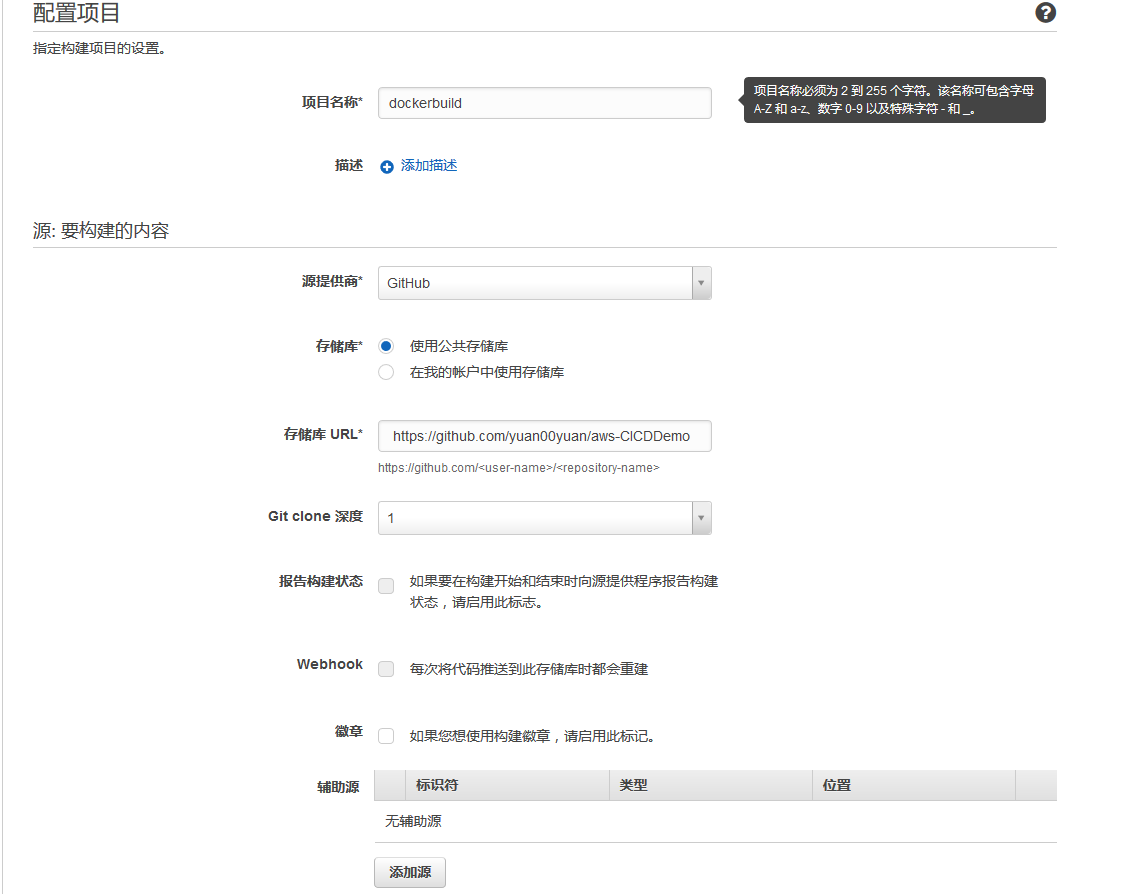 配置项目
指定构建项目的设置。
项目名称*
dockerbuild
项目名称必须为 2 到 255 个字符。该名称可包含字母
A-Z 和 a-z、数字 0-9 以及特殊字符 - 和 _。
描述
添加描述
源: 要构建的内容
源提供商*
GitHub
存储库*
使用公共存储库
在我的帐户中使用存储库
存储库 URL*
https://github.com/yuan00yuan/aws-CICDDemo
https://github.com/<user-name>/<repository-name>
Git clone 深度
1
报告构建状态
如果要在构建开始和结束时向源提供程序报告构建
状态，请启用此标志。
Webhook
每次将代码推送到此存储库时都会重建
徽章
如果您想使用构建徽章，请启用此标记。
辅助源
标识符 类型 位置
无辅助源
添加源